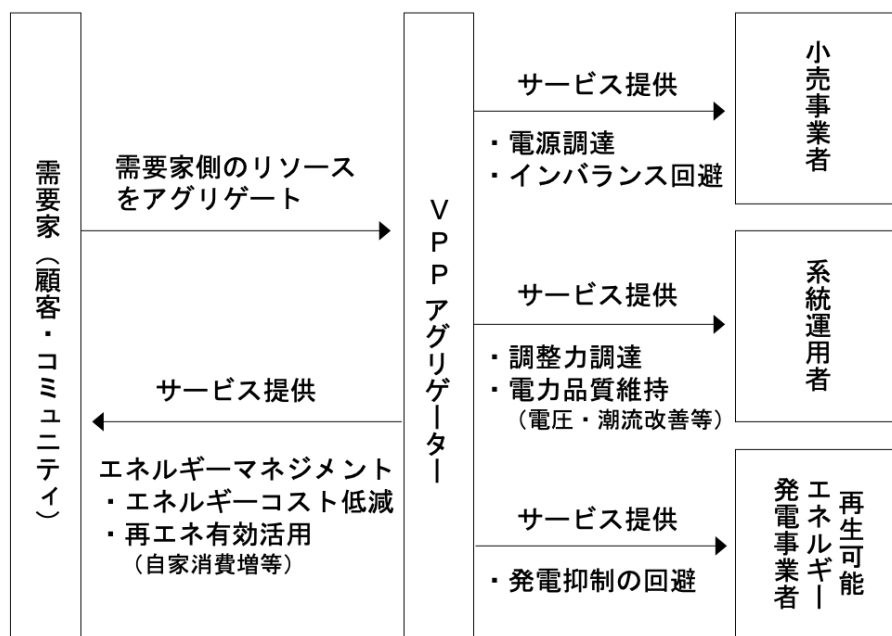 需要家（顧客・コミュニティ）
需要家側のリソース
をアグリゲート
サービス提供
エネルギーマネジメント
・エネルギーコスト低減
・再エネ有効活用
（自家消費増等）
VPPアグリゲーター
サービス提供
・電源調達
・インバランス回避
小売事業者
サービス提供
・調整力調達
・電力品質維持
（電圧・潮流改善等）
系統運用者
サービス提供
・発電抑制の回避
再生可能
エネルギー
発電事業者